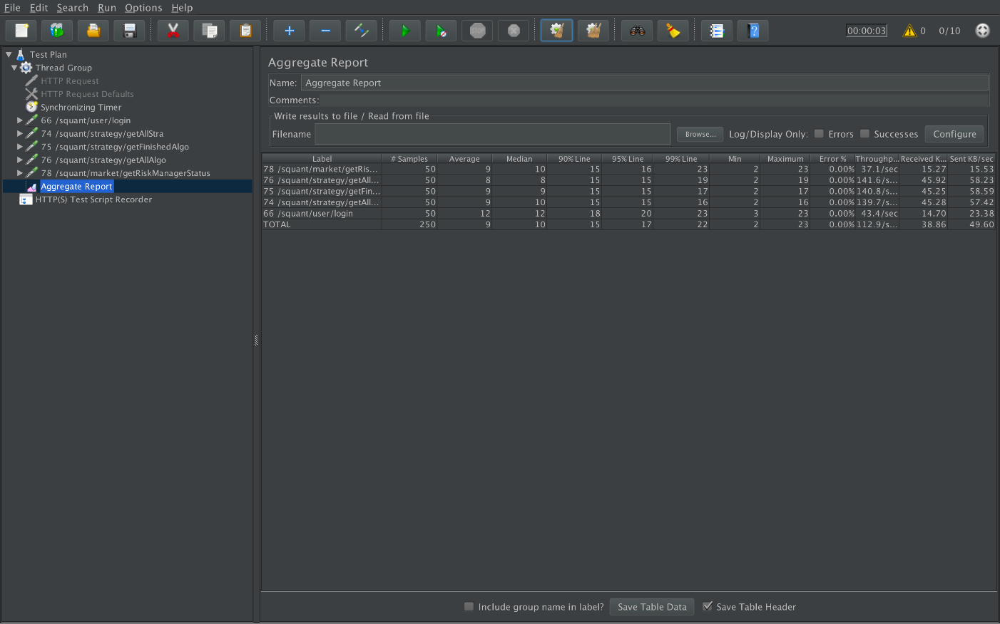 File Edit Search Run Options Help
00:00:03 0 0/10
Test Plan
Thread Group
HTTP Request
HTTP Request Defaults
Synchronizing Timer
66 /squant/user/login
74 /squant/strategy/getAllStra
75 /squant/strategy/getFinishedAlgo
76 /squant/strategy/getAllAlgo
78 /squant/market/getRiskManagerStatus
Aggregate Report
HTTP(S) Test Script Recorder
Aggregate Report
Name: Aggregate Report
Comments:
Write results to file / Read from file
Filename Browse... Log/Display Only: Errors Successes Configure
Label # Samples Average Median 90% Line 95% Line 99% Line Min Maximum Error % Throughp... Received K... Sent KB/sec
78 /squant/market/getRis... 50 9 10 15 16 23 2 23 0.00% 37.1/sec 15.27 15.53
76 /squant/strategy/getAll... 50 8 8 15 15 19 2 19 0.00% 141.6/s... 45.92 58.23
75 /squant/strategy/getFin... 50 9 9 15 15 17 2 17 0.00% 140.8/s... 45.25 58.59
74 /squant/strategy/getAll... 50 9 10 15 15 16 2 16 0.00% 139.7/s... 45.28 57.42
66 /squant/user/login 50 12 12 18 20 23 3 23 0.00% 43.4/sec 14.70 23.38
TOTAL 250 9 10 15 17 22 2 23 0.00% 112.9/s... 38.86 49.60
Include group name in label? Save Table Data Save Table Header